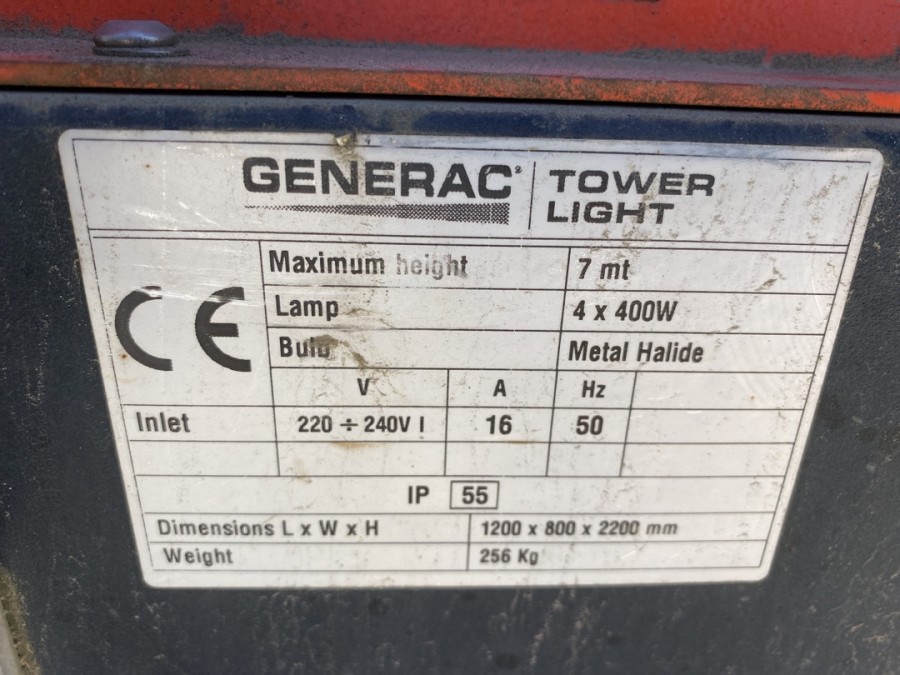 GENERAC
TOWER
LIGHT
CE
Maximum height 7 mt
Lamp 4 x 400W
Bulb Metal Halide
V A Hz
Inlet 220 ÷ 240V I 16 50
IP 55
Dimensions L x W x H 1200 x 800 x 2200 mm
Weight 256 Kg